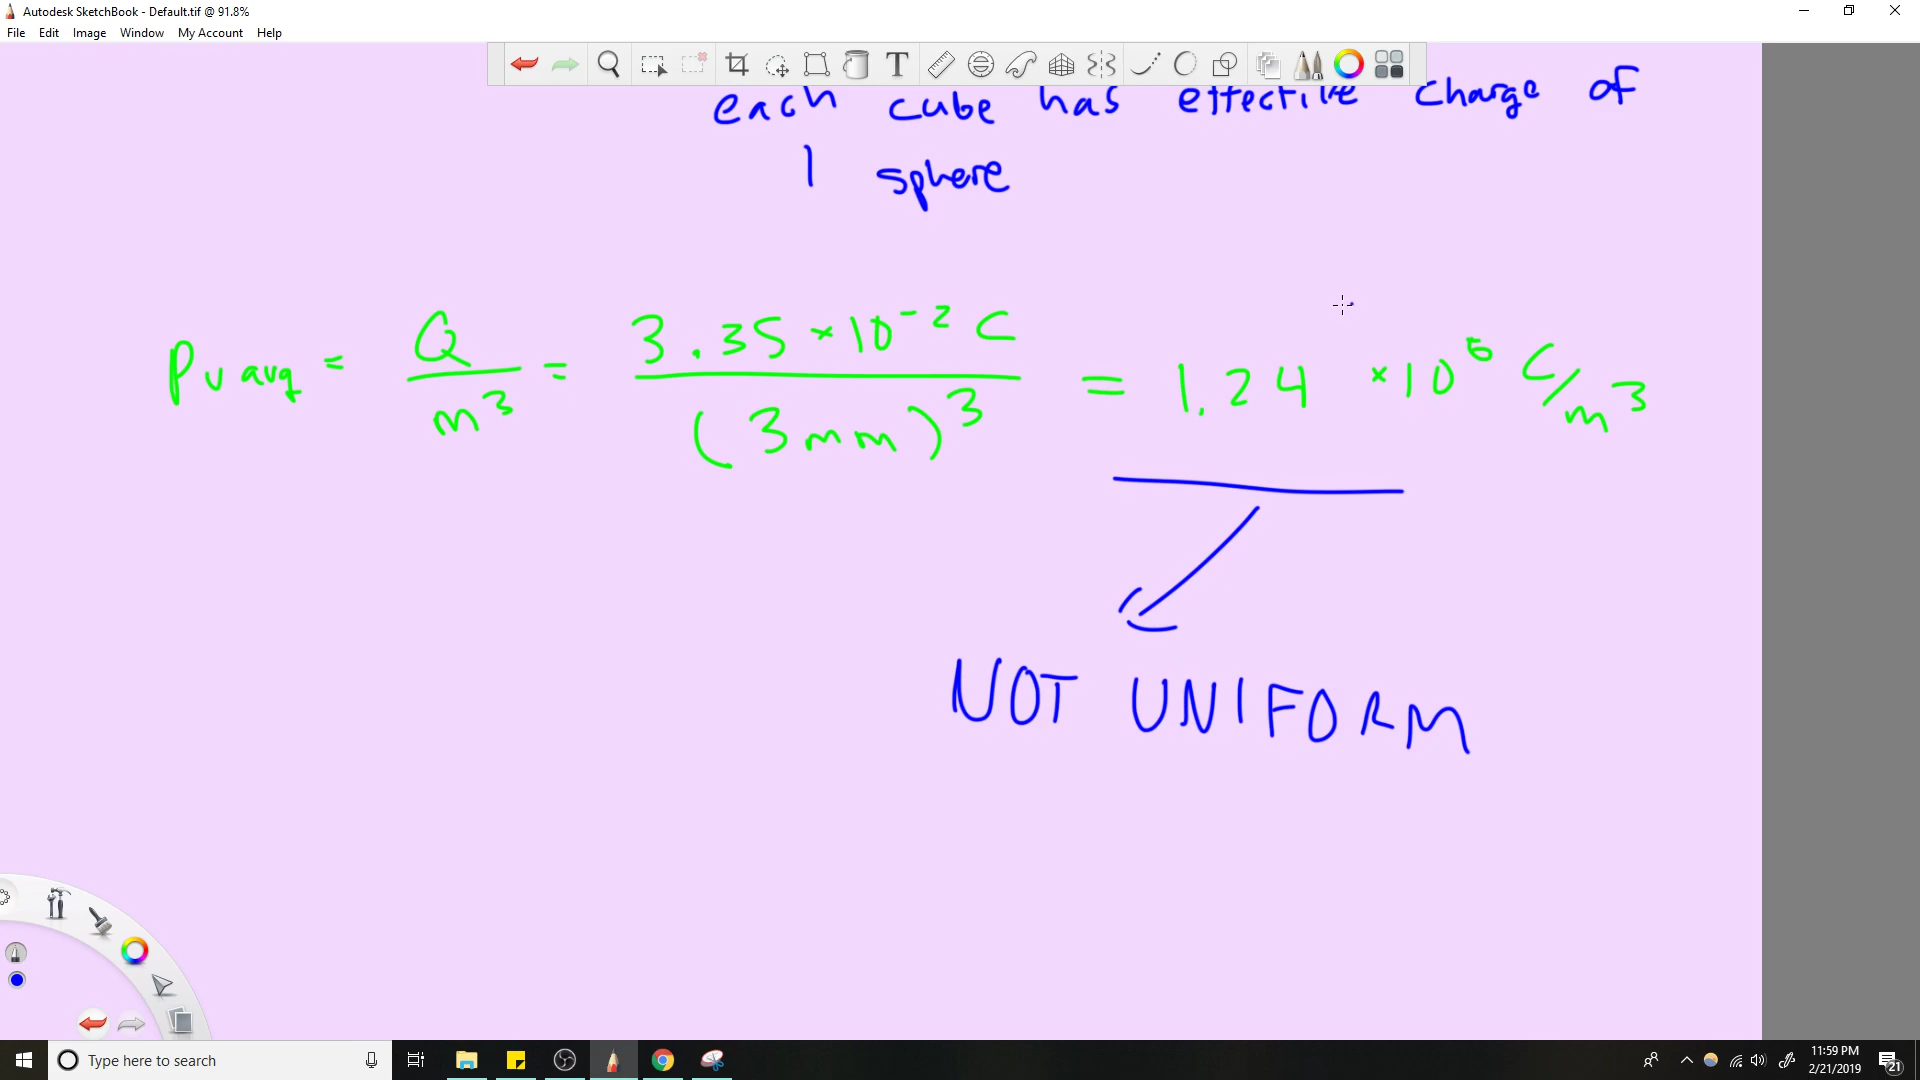 Autodesk SketchBook - Default.tif @ 91.8%
File Edit Image Window My Account Help
T
each cube has effective charge of
1 sphere
ρv avg = Q/m³ = 3.35 × 10⁻² C/(3mm)³ = 1.24 × 10⁶ C/m³
NOT UNIFORM
Type here to search
11:59 PM
2/21/2019
21